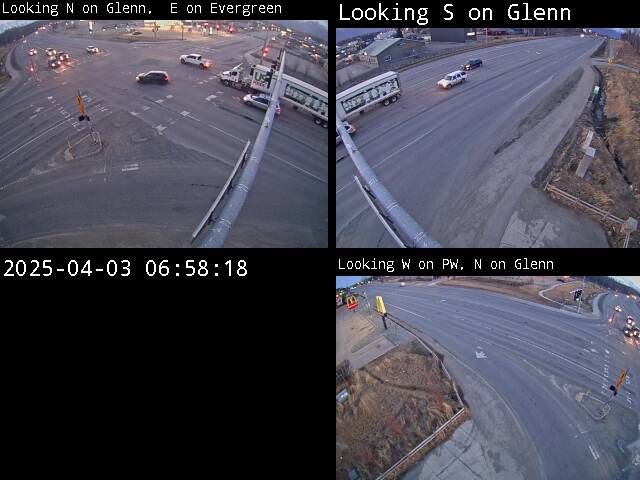 Looking N on Glenn,  E on Evergreen
Looking S on Glenn
2025-04-03 06:58:18
Looking W on PW, N on Glenn